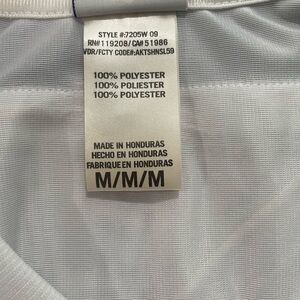 STYLE #:7205W 09
RN#119208/CA#51986
VDR/FCTY CODE#:AKTSHNSL59
100% POLYESTER
100% POLIESTER
100% POLYESTER
MADE IN HONDURAS
HECHO EN HONDURAS
FABRIQUE EN HONDURAS
M/M/M